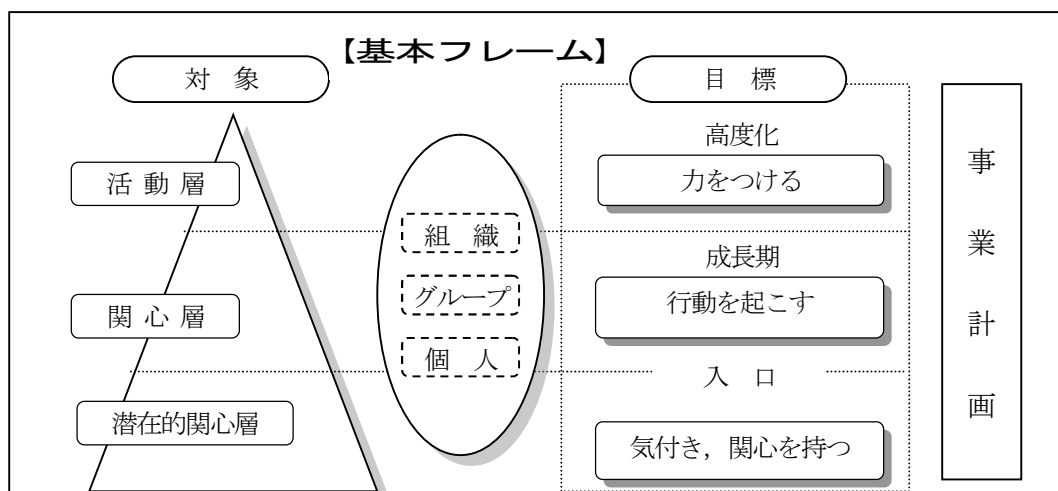 【基本フレーム】
対　象
目　標
活 動 層
関 心 層
潜在的関心層
組　織
グループ
個　人
高度化
力をつける
成長期
行動を起こす
入　口
気付き，関心を持つ
事業計画